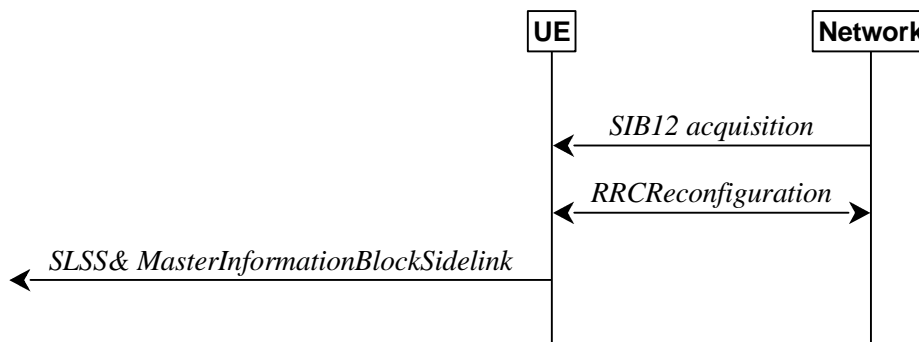 UE
Network
SIB12 acquisition
RRCReconfiguration
SLSS& MasterInformationBlockSidelink